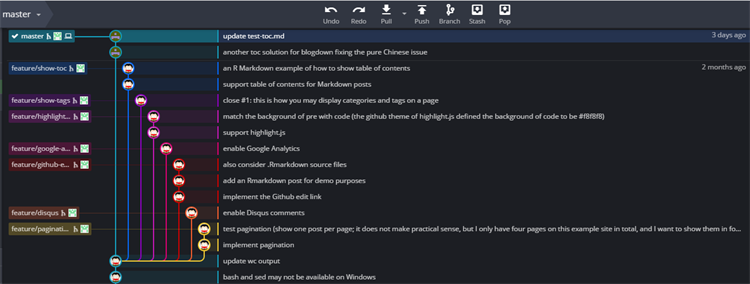 master
Undo Redo Pull Push Branch Stash Pop
master update test-toc.md 3 days ago
another toc solution for blogdown fixing the pure Chinese issue
feature/show-toc an R Markdown example of how to show table of contents 2 months ago
support table of contents for Markdown posts
feature/show-tags close #1: this is how you may display categories and tags on a page
feature/highlight... match the background of pre with code (the github theme of highlight.js defined the background of code to be #f8f8f8)
support highlight.js
feature/google-a... enable Google Analytics
feature/github-e... also consider .Rmarkdown source files
add an Rmarkdown post for demo purposes
implement the Github edit link
feature/disqus enable Disqus comments
feature/paginati... test pagination (show one post per page; it does not make practical sense, but I only have four pages on this example site in total, and I want to show them in fo...
implement pagination
update wc output
bash and sed may not be available on Windows